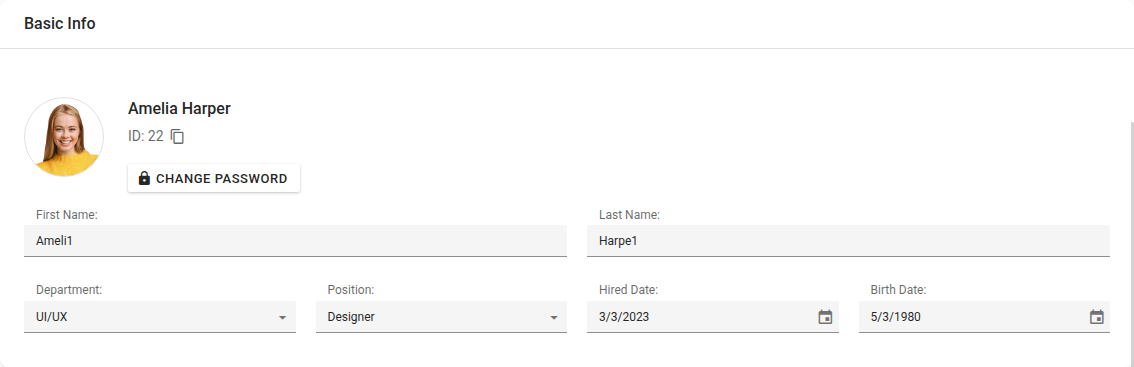 Basic Info
Amelia Harper
ID: 22
CHANGE PASSWORD
First Name:
Last Name:
Ameli1
Harpe1
Department:
Position:
Hired Date:
Birth Date:
UI/UX
Designer
3/3/2023
5/3/1980